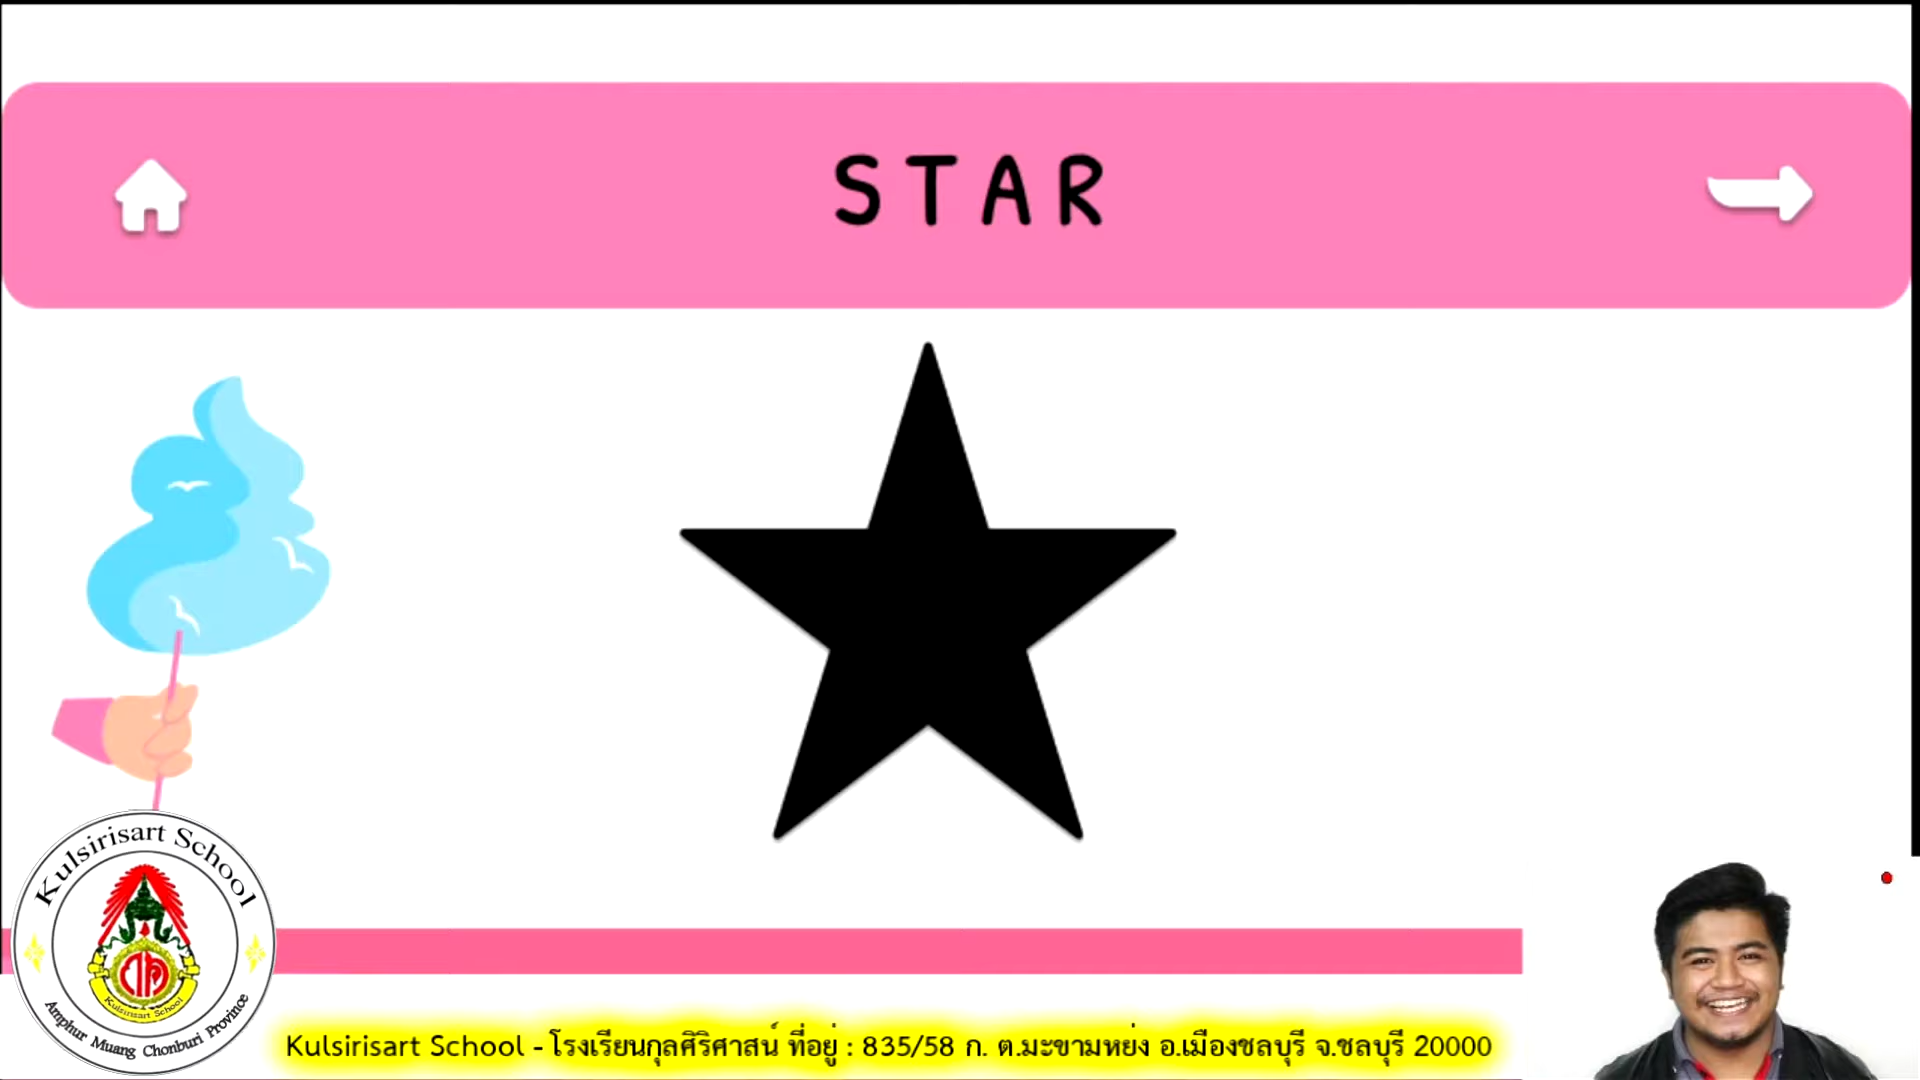 STAR
Kulsirisart School
Kulsirisart School
Amphur Muang Chonburi Province
Kulsirisart School - โรงเรียนกุลศิริศาสน์ ที่อยู่ : 835/58 ก. ต.มะขามหย่ง อ.เมืองชลบุรี จ.ชลบุรี 20000